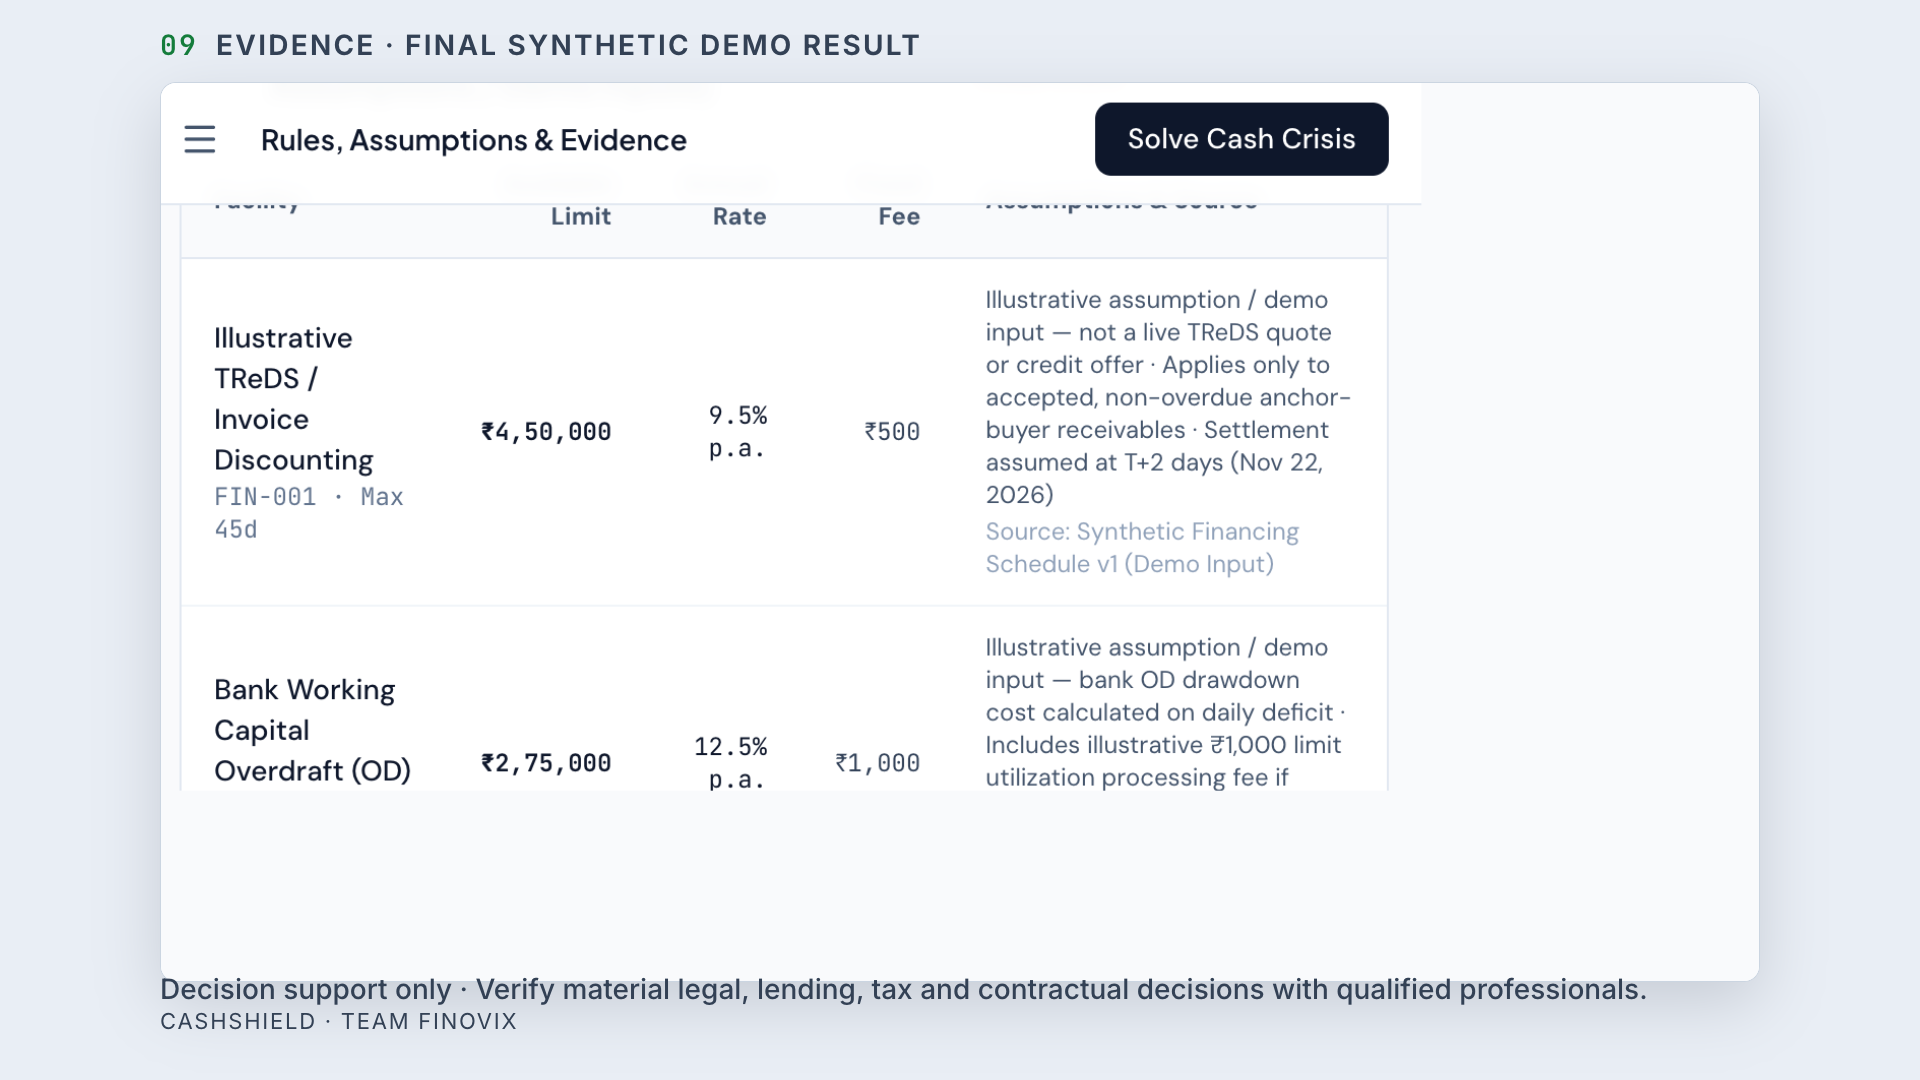 09 EVIDENCE · FINAL SYNTHETIC DEMO RESULT
Rules, Assumptions & Evidence
Solve Cash Crisis
Facility
Limit
Rate
Fee
Assumptions & Source
Illustrative
TReDS /
Invoice
Discounting
FIN-001 · Max
45d
₹4,50,000
9.5%
p.a.
₹500
Illustrative assumption / demo
input — not a live TReDS quote
or credit offer · Applies only to
accepted, non-overdue anchor-
buyer receivables · Settlement
assumed at T+2 days (Nov 22,
2026)
Source: Synthetic Financing
Schedule v1 (Demo Input)
Bank Working
Capital
Overdraft (OD)
₹2,75,000
12.5%
p.a.
₹1,000
Illustrative assumption / demo
input — bank OD drawdown
cost calculated on daily deficit ·
Includes illustrative ₹1,000 limit
utilization processing fee if
Decision support only · Verify material legal, lending, tax and contractual decisions with qualified professionals.
CASHSHIELD · TEAM FINOVIX